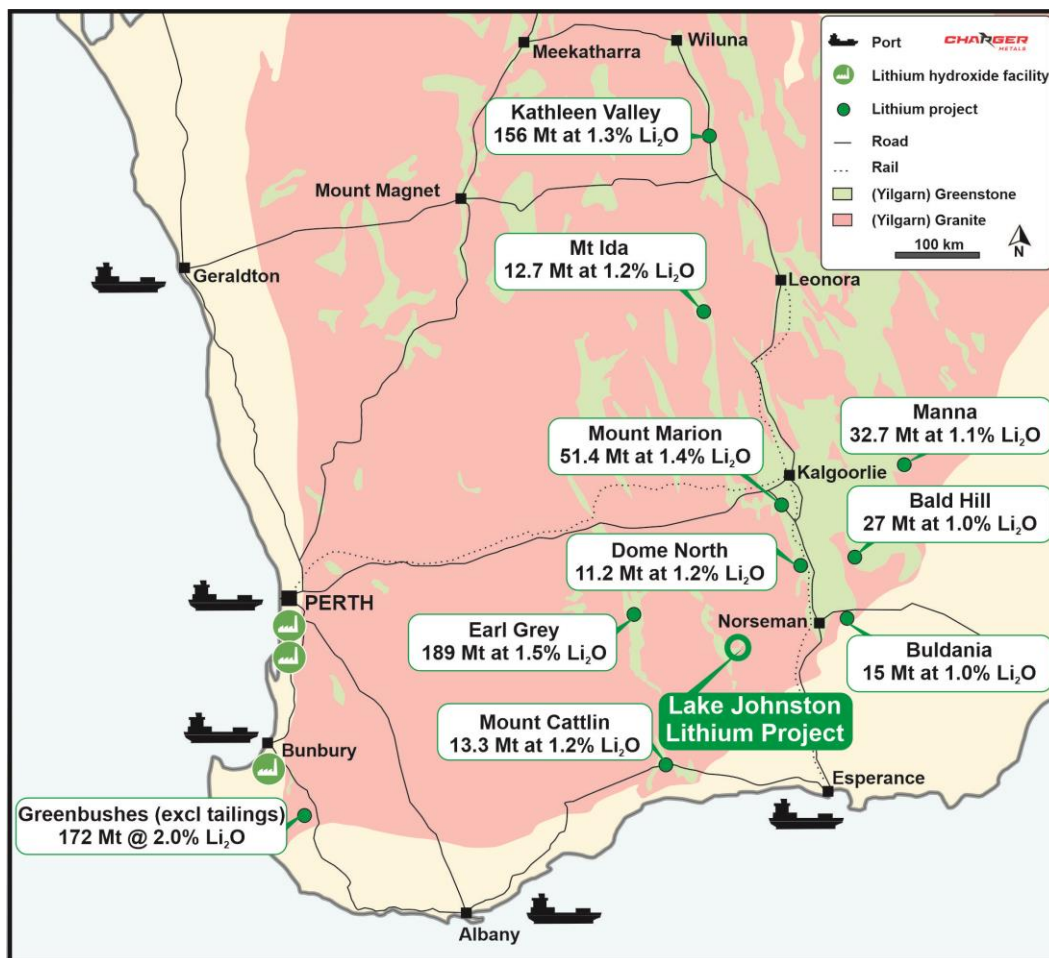 Meekatharra
Wiluna
Port
CHARGER
METALS
Lithium hydroxide facility
Lithium project
Road
Rail
(Yilgarn) Greenstone
(Yilgarn) Granite
100 km
N
Kathleen Valley
156 Mt at 1.3% Li₂O
Mount Magnet
Mt Ida
12.7 Mt at 1.2% Li₂O
Geraldton
Leonora
Manna
32.7 Mt at 1.1% Li₂O
Mount Marion
51.4 Mt at 1.4% Li₂O
Kalgoorlie
Bald Hill
27 Mt at 1.0% Li₂O
Dome North
11.2 Mt at 1.2% Li₂O
PERTH
Earl Grey
189 Mt at 1.5% Li₂O
Norseman
Buldania
15 Mt at 1.0% Li₂O
Lake Johnston
Lithium Project
Mount Cattlin
13.3 Mt at 1.2% Li₂O
Bunbury
Esperance
Greenbushes (excl tailings)
172 Mt @ 2.0% Li₂O
Albany